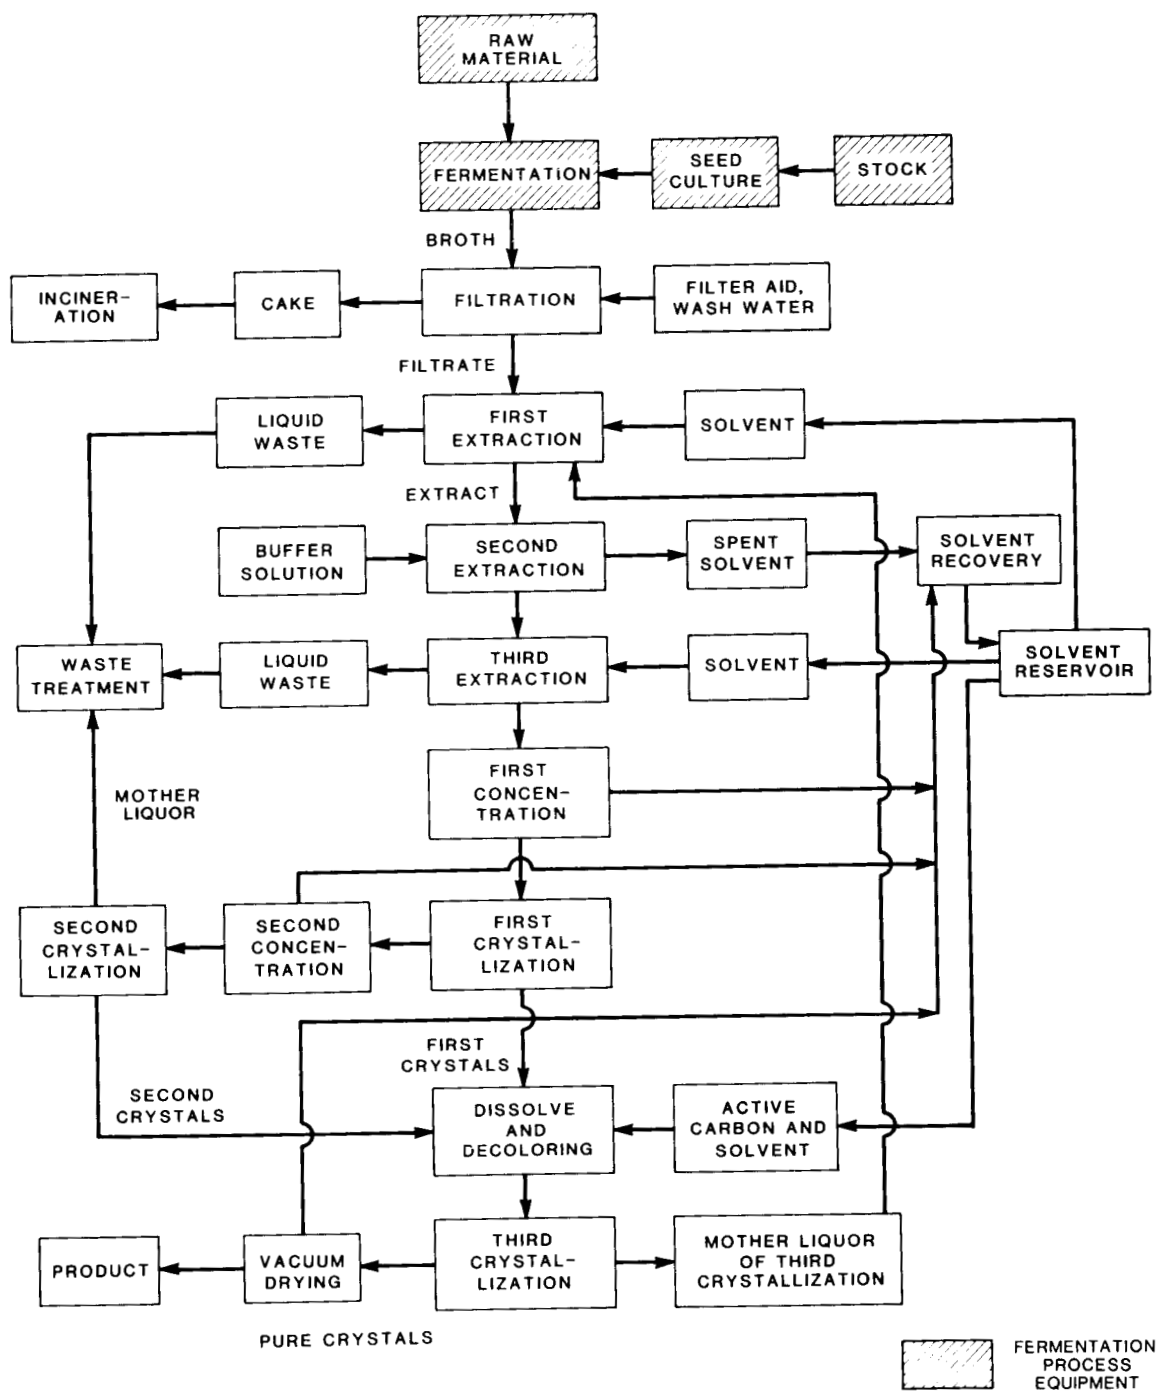 RAW
MATERIAL
FERMENTATION
SEED
CULTURE
STOCK
BROTH
INCINER-
ATION
CAKE
FILTRATION
FILTER AID,
WASH WATER
FILTRATE
LIQUID
WASTE
FIRST
EXTRACTION
SOLVENT
EXTRACT
BUFFER
SOLUTION
SECOND
EXTRACTION
SPENT
SOLVENT
SOLVENT
RECOVERY
WASTE
TREATMENT
LIQUID
WASTE
THIRD
EXTRACTION
SOLVENT
SOLVENT
RESERVOIR
FIRST
CONCEN-
TRATION
MOTHER
LIQUOR
SECOND
CRYSTAL-
LIZATION
SECOND
CONCEN-
TRATION
FIRST
CRYSTAL-
LIZATION
FIRST
CRYSTALS
SECOND
CRYSTALS
DISSOLVE
AND
DECOLORING
ACTIVE
CARBON AND
SOLVENT
PRODUCT
VACUUM
DRYING
THIRD
CRYSTAL-
LIZATION
MOTHER LIQUOR
OF THIRD
CRYSTALLIZATION
PURE CRYSTALS
FERMENTATION
PROCESS
EQUIPMENT